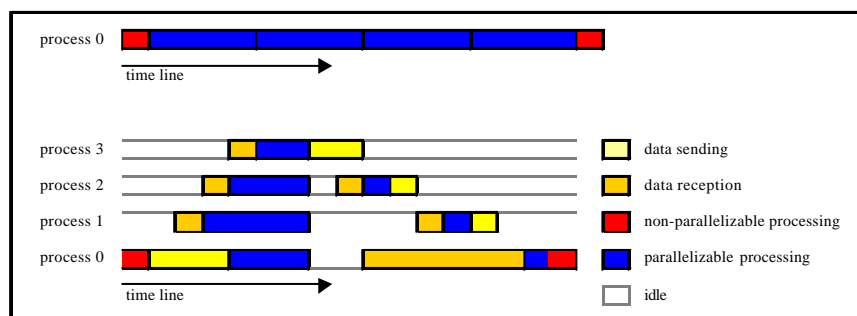 process 0
time line
process 3
data sending
process 2
data reception
process 1
non-parallelizable processing
process 0
parallelizable processing
time line
idle